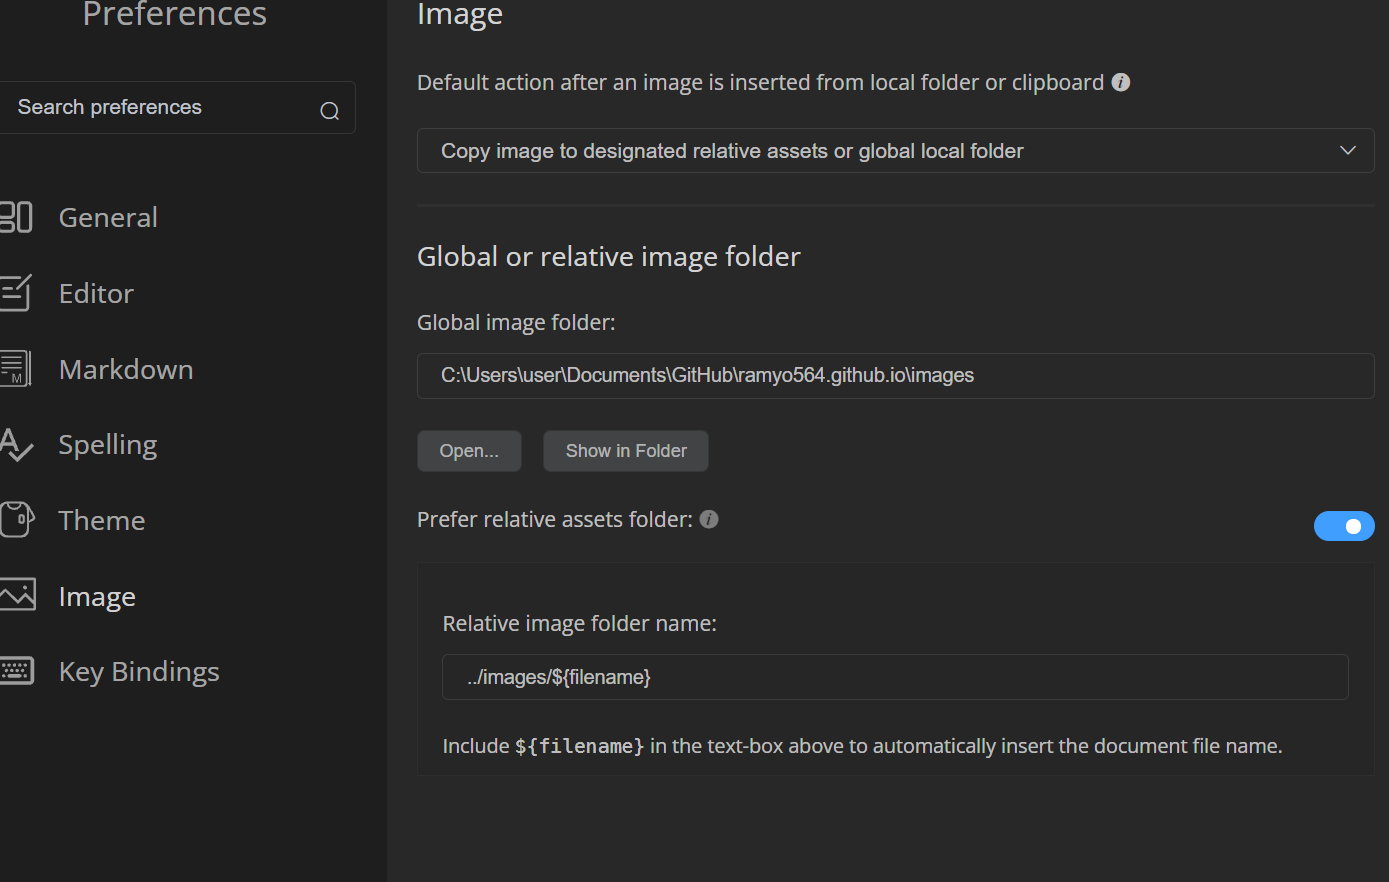 Preferences
Search preferences
General
Editor
Markdown
Spelling
Theme
Image
Key Bindings
Image
Default action after an image is inserted from local folder or clipboard
Copy image to designated relative assets or global local folder
Global or relative image folder
Global image folder:
C:\Users\user\Documents\GitHub\ramyo564.github.io\images
Open...
Show in Folder
Prefer relative assets folder:
Relative image folder name:
../images/${filename}
Include ${filename} in the text-box above to automatically insert the document file name.